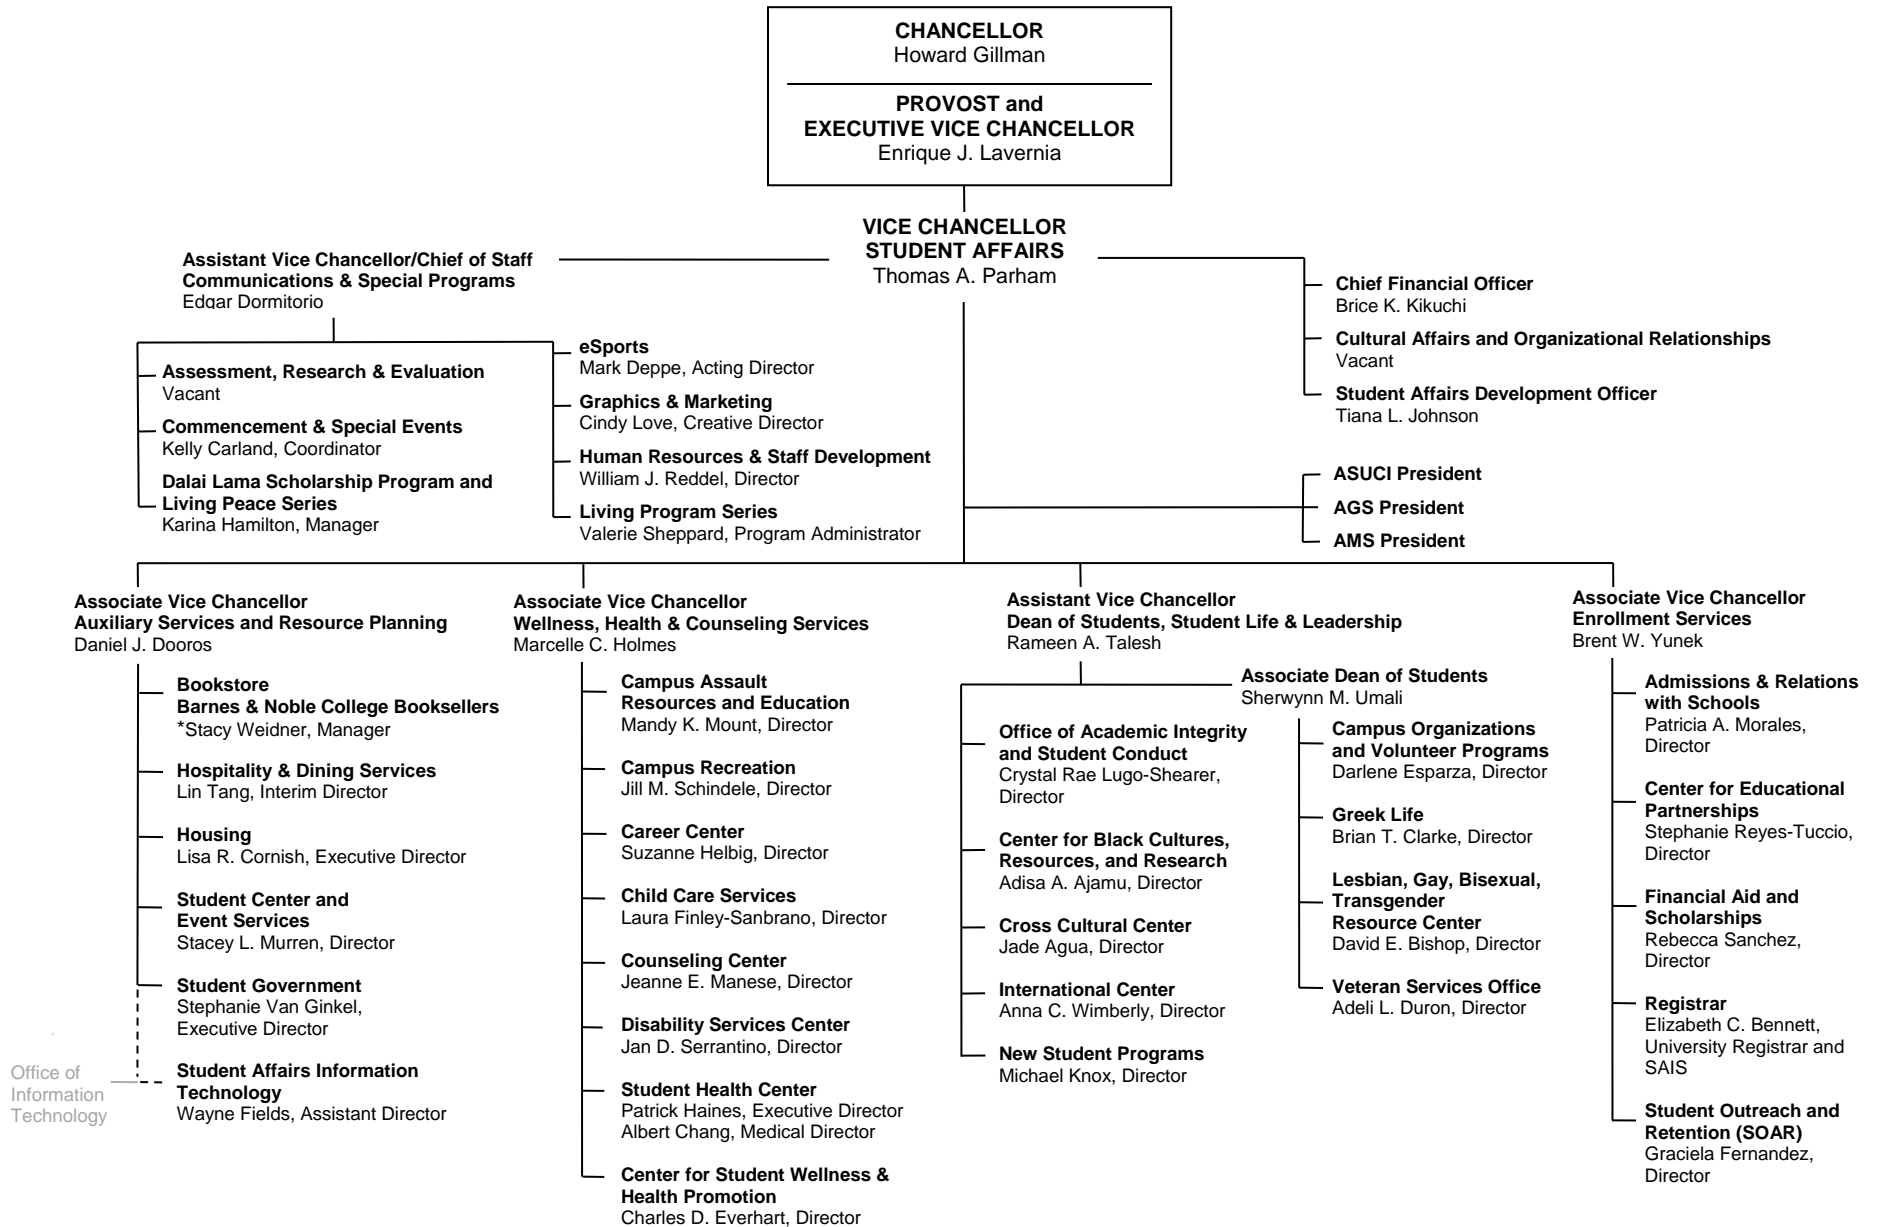 CHANCELLOR
Howard Gillman
PROVOST and
EXECUTIVE VICE CHANCELLOR
Enrique J. Lavernia
VICE CHANCELLOR
STUDENT AFFAIRS
Thomas A. Parham
Assistant Vice Chancellor/Chief of Staff
Communications & Special Programs
Edgar Dormitorio
Assessment, Research & Evaluation
Vacant
Commencement & Special Events
Kelly Carland, Coordinator
Dalai Lama Scholarship Program and
Living Peace Series
Karina Hamilton, Manager
eSports
Mark Deppe, Acting Director
Graphics & Marketing
Cindy Love, Creative Director
Human Resources & Staff Development
William J. Reddel, Director
Living Program Series
Valerie Sheppard, Program Administrator
Chief Financial Officer
Brice K. Kikuchi
Cultural Affairs and Organizational Relationships
Vacant
Student Affairs Development Officer
Tiana L. Johnson
ASUCI President
AGS President
AMS President
Associate Vice Chancellor
Auxiliary Services and Resource Planning
Daniel J. Dooros
Bookstore
Barnes & Noble College Booksellers
*Stacy Weidner, Manager
Hospitality & Dining Services
Lin Tang, Interim Director
Housing
Lisa R. Cornish, Executive Director
Student Center and
Event Services
Stacey L. Murren, Director
Student Government
Stephanie Van Ginkel,
Executive Director
Student Affairs Information
Technology
Wayne Fields, Assistant Director
Office of
Information
Technology
Associate Vice Chancellor
Wellness, Health & Counseling Services
Marcelle C. Holmes
Campus Assault
Resources and Education
Mandy K. Mount, Director
Campus Recreation
Jill M. Schindele, Director
Career Center
Suzanne Helbig, Director
Child Care Services
Laura Finley-Sanbrano, Director
Counseling Center
Jeanne E. Manese, Director
Disability Services Center
Jan D. Serrantino, Director
Student Health Center
Patrick Haines, Executive Director
Albert Chang, Medical Director
Center for Student Wellness &
Health Promotion
Charles D. Everhart, Director
Assistant Vice Chancellor
Dean of Students, Student Life & Leadership
Rameen A. Talesh
Office of Academic Integrity
and Student Conduct
Crystal Rae Lugo-Shearer,
Director
Center for Black Cultures,
Resources, and Research
Adisa A. Ajamu, Director
Cross Cultural Center
Jade Agua, Director
International Center
Anna C. Wimberly, Director
New Student Programs
Michael Knox, Director
Associate Dean of Students
Sherwynn M. Umali
Campus Organizations
and Volunteer Programs
Darlene Esparza, Director
Greek Life
Brian T. Clarke, Director
Lesbian, Gay, Bisexual,
Transgender
Resource Center
David E. Bishop, Director
Veteran Services Office
Adeli L. Duron, Director
Associate Vice Chancellor
Enrollment Services
Brent W. Yunek
Admissions & Relations
with Schools
Patricia A. Morales,
Director
Center for Educational
Partnerships
Stephanie Reyes-Tuccio,
Director
Financial Aid and
Scholarships
Rebecca Sanchez,
Director
Registrar
Elizabeth C. Bennett,
University Registrar and
SAIS
Student Outreach and
Retention (SOAR)
Graciela Fernandez,
Director